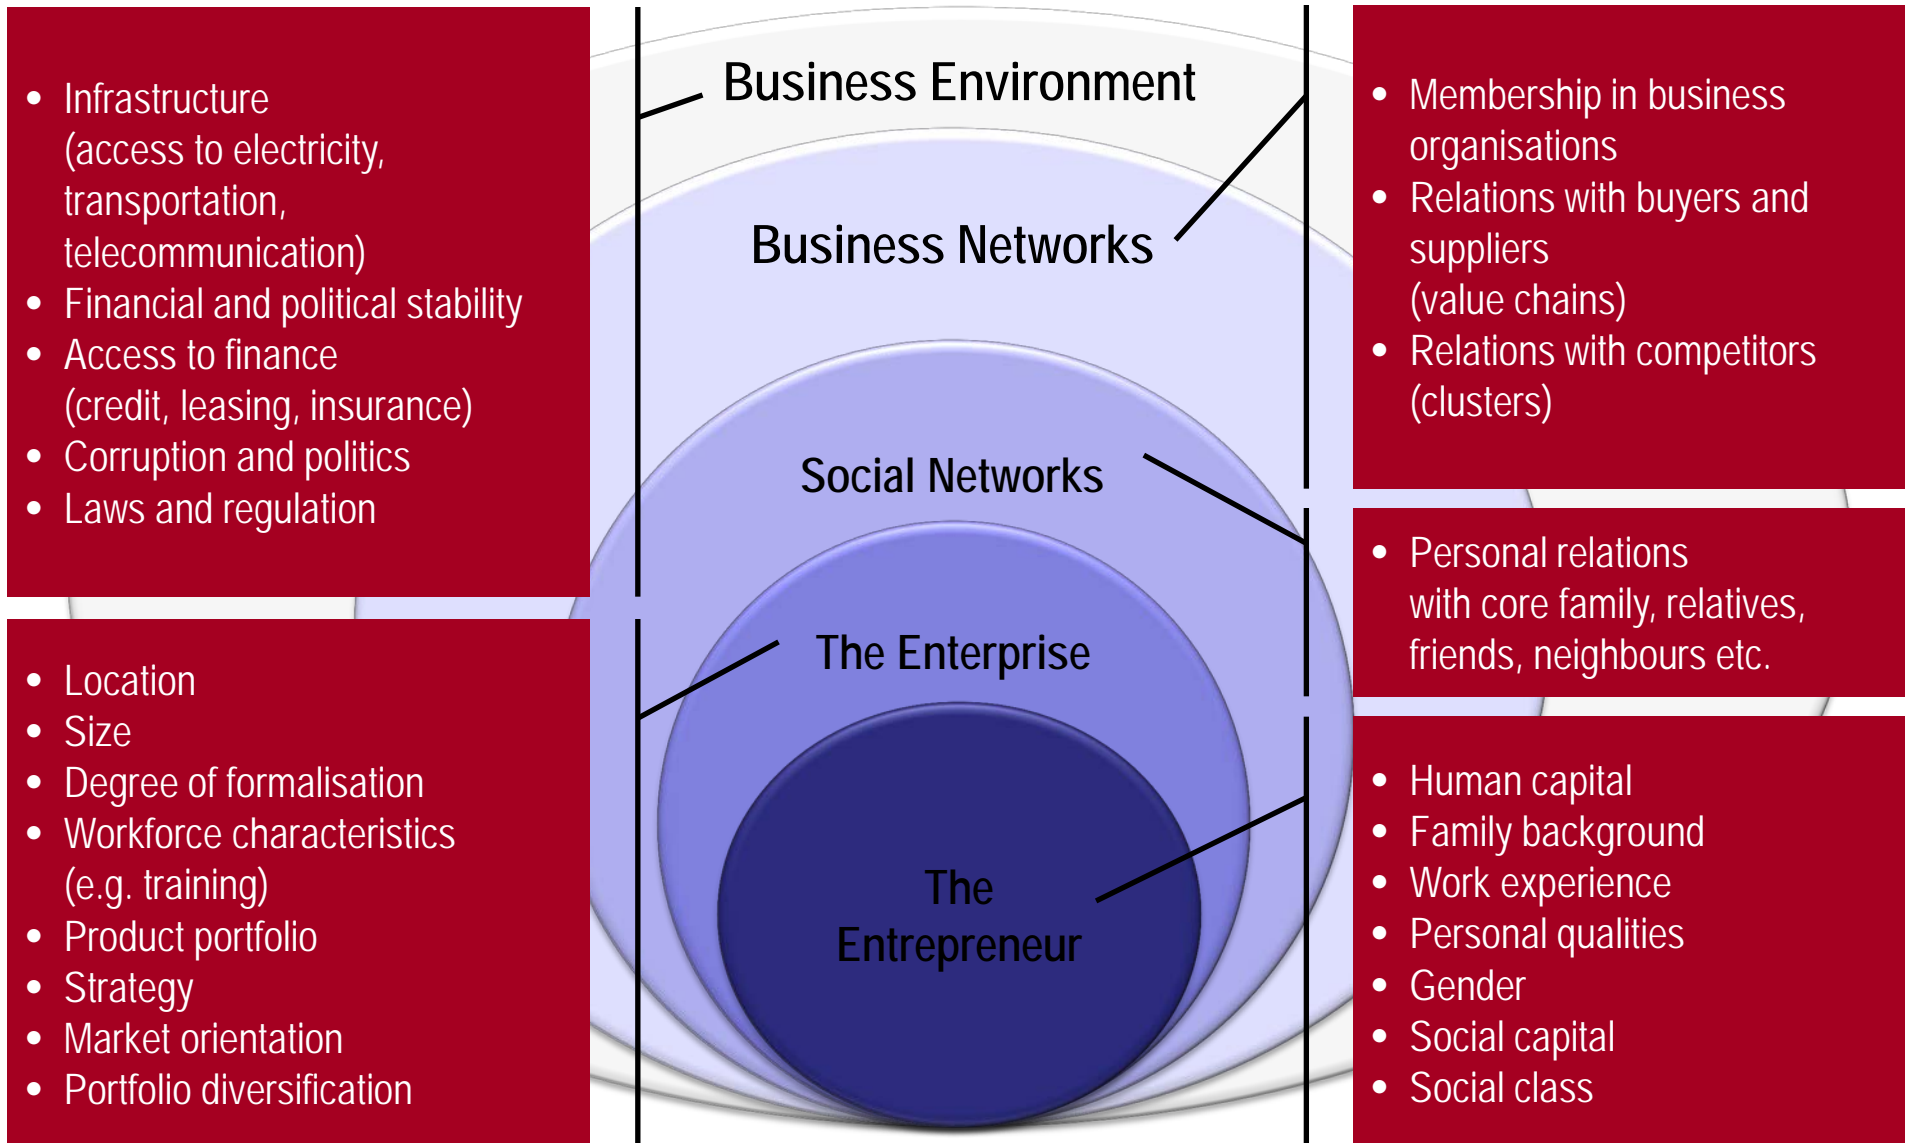 • Infrastructure
(access to electricity,
transportation,
telecommunication)
• Financial and political stability
• Access to finance
(credit, leasing, insurance)
• Corruption and politics
• Laws and regulation
• Location
• Size
• Degree of formalisation
• Workforce characteristics
(e.g. training)
• Product portfolio
• Strategy
• Market orientation
• Portfolio diversification
Business Environment
Business Networks
Social Networks
The Enterprise
The
Entrepreneur
• Membership in business
organisations
• Relations with buyers and
suppliers
(value chains)
• Relations with competitors
(clusters)
• Personal relations
with core family, relatives,
friends, neighbours etc.
• Human capital
• Family background
• Work experience
• Personal qualities
• Gender
• Social capital
• Social class